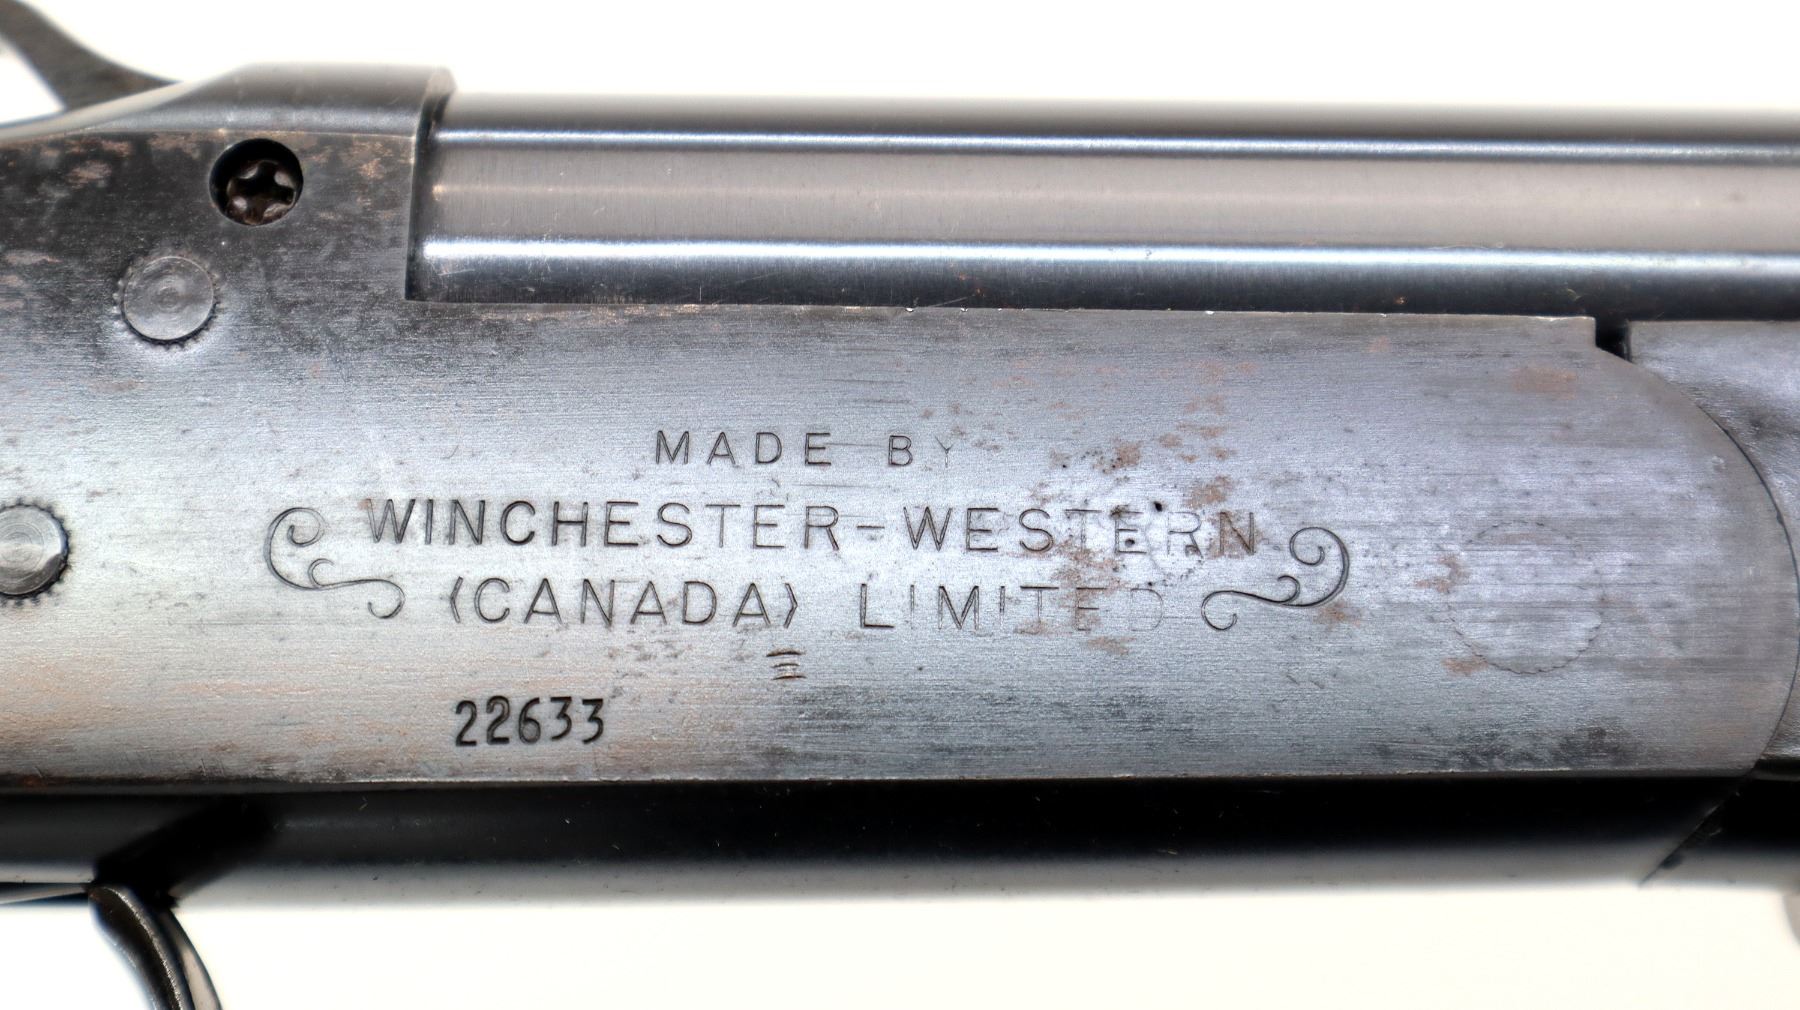 MADE BY
WINCHESTER-WESTERN
(CANADA) LIMITED
22633